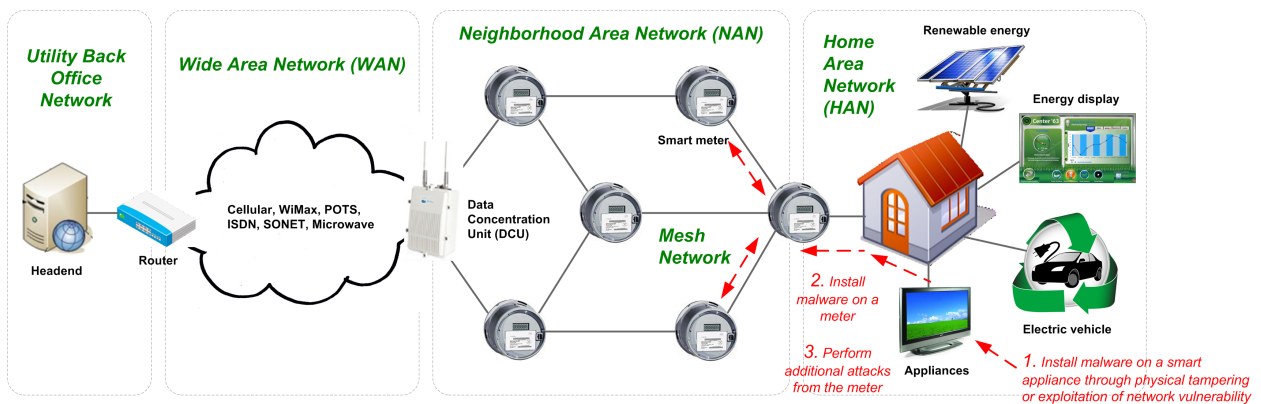 Utility Back
Office
Network
Wide Area Network (WAN)
Neighborhood Area Network (NAN)
Home
Area
Network
(HAN)
Renewable energy
Energy display
Center '63
Smart meter
Cellular, WiMax, POTS,
ISDN, SONET, Microwave
Data
Concentration
Unit (DCU)
Mesh
Network
Headend
Router
2. Install
malware on a
meter
Electric vehicle
3. Perform
additional attacks
from the meter
Appliances
1. Install malware on a smart
appliance through physical tampering
or exploitation of network vulnerability